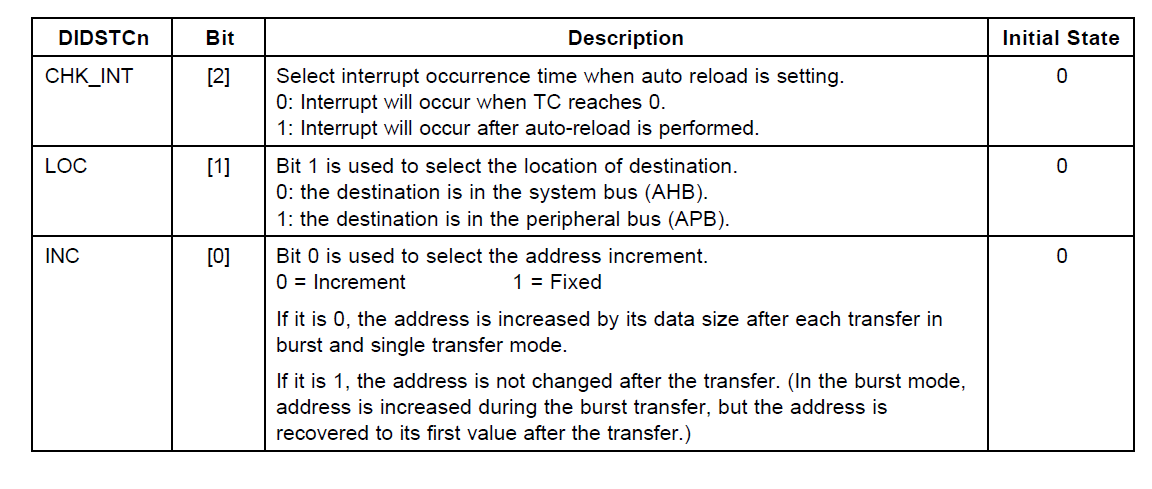 DIDSTCn Bit Description Initial State
CHK_INT [2] Select interrupt occurrence time when auto reload is setting. 0
0: Interrupt will occur when TC reaches 0.
1: Interrupt will occur after auto-reload is performed.
LOC [1] Bit 1 is used to select the location of destination. 0
0: the destination is in the system bus (AHB).
1: the destination is in the peripheral bus (APB).
INC [0] Bit 0 is used to select the address increment. 0
0 = Increment 1 = Fixed
If it is 0, the address is increased by its data size after each transfer in
burst and single transfer mode.
If it is 1, the address is not changed after the transfer. (In the burst mode,
address is increased during the burst transfer, but the address is
recovered to its first value after the transfer.)